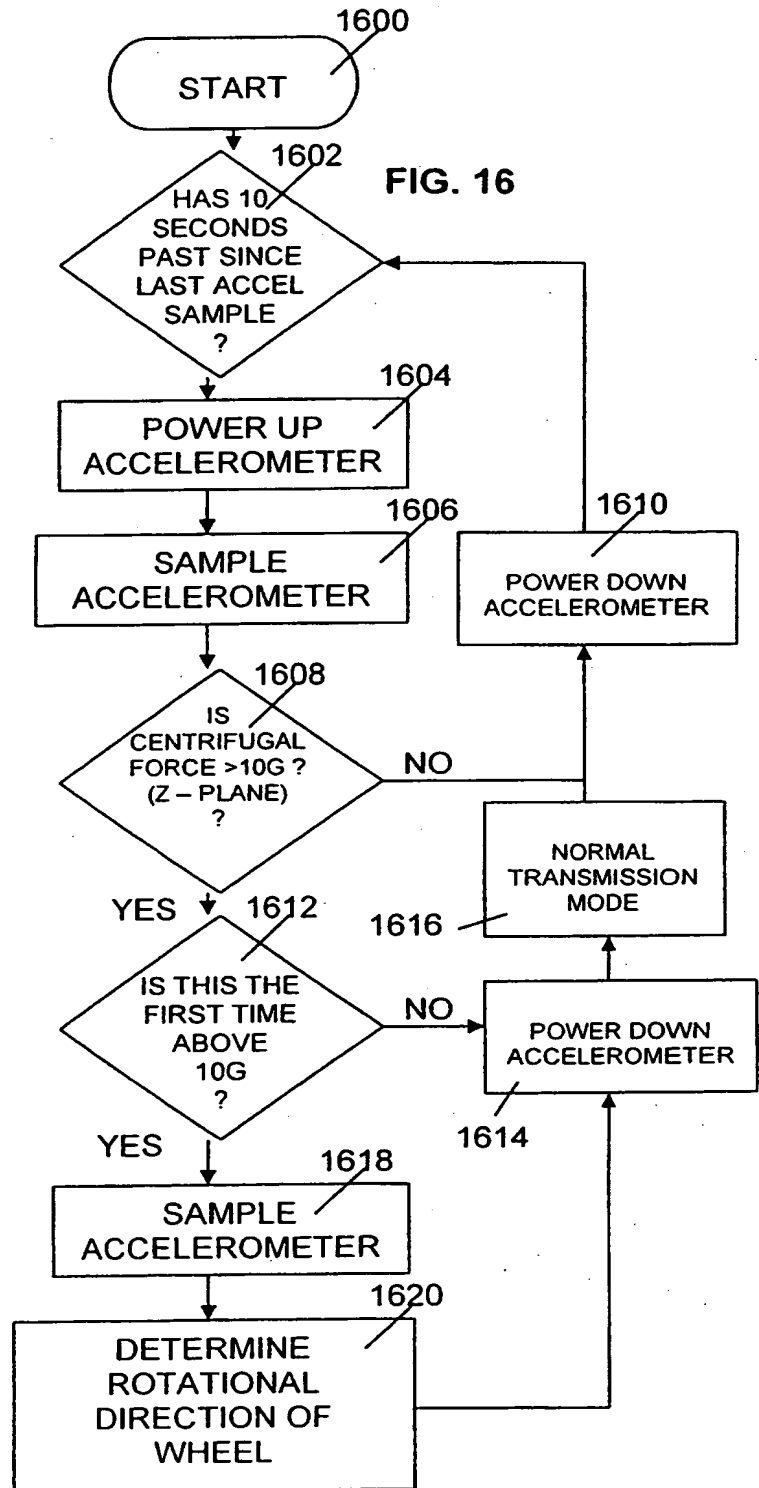 1600
START
1602
FIG. 16
HAS 10
SECONDS
PAST SINCE
LAST ACCEL
SAMPLE
?
1604
POWER UP
ACCELEROMETER
1606
SAMPLE
ACCELEROMETER
1610
POWER DOWN
ACCELEROMETER
1608
IS
CENTRIFUGAL
FORCE >10G ?
(Z – PLANE)
?
NO
NORMAL
TRANSMISSION
MODE
1616
YES
1612
IS THIS THE
FIRST TIME
ABOVE
10G
?
NO
POWER DOWN
ACCELEROMETER
1614
YES
1618
SAMPLE
ACCELEROMETER
1620
DETERMINE
ROTATIONAL
DIRECTION OF
WHEEL